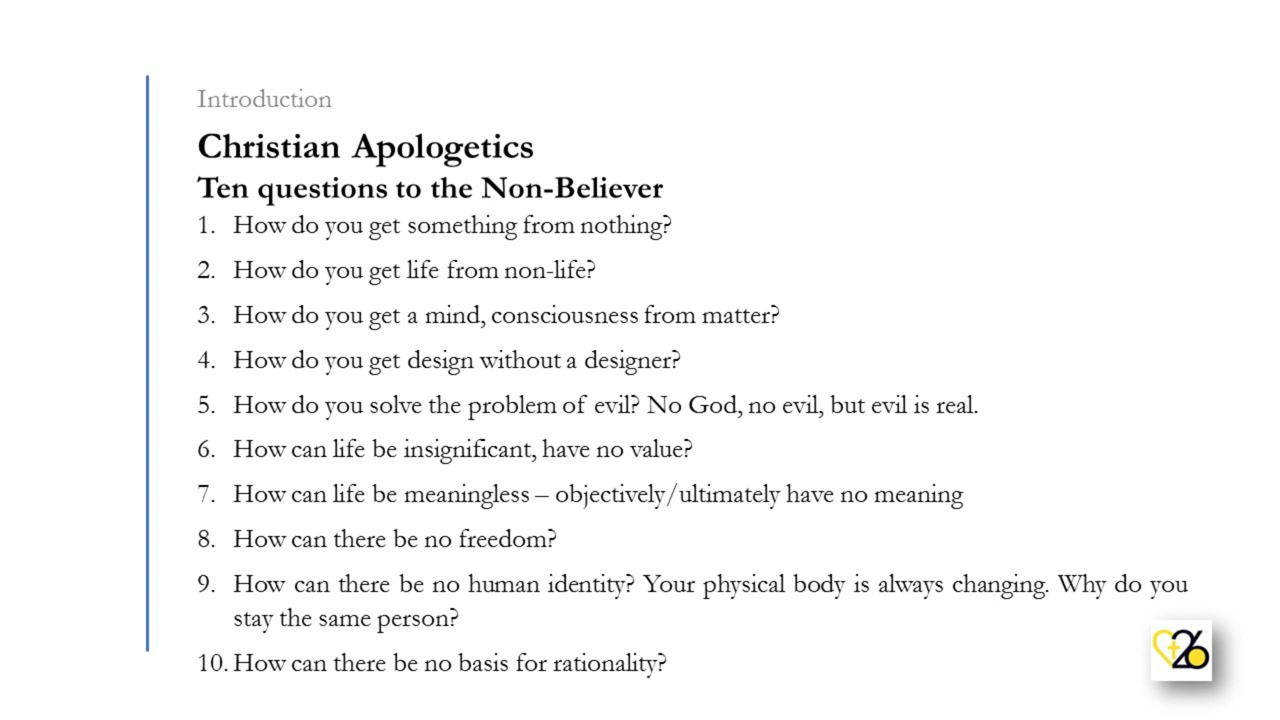 Introduction
Christian Apologetics
Ten questions to the Non-Believer
1. How do you get something from nothing?
2. How do you get life from non-life?
3. How do you get a mind, consciousness from matter?
4. How do you get design without a designer?
5. How do you solve the problem of evil? No God, no evil, but evil is real.
6. How can life be insignificant, have no value?
7. How can life be meaningless – objectively/ultimately have no meaning
8. How can there be no freedom?
9. How can there be no human identity? Your physical body is always changing. Why do you
stay the same person?
10. How can there be no basis for rationality?
26